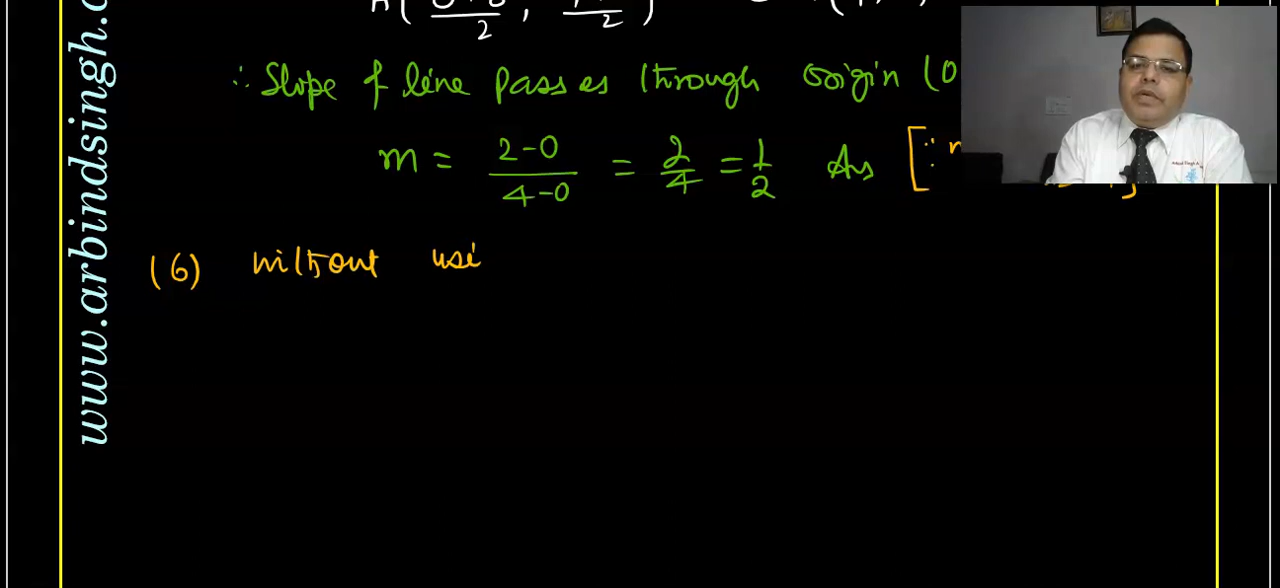 ∴ Slope of line passes through origin (0
m = 2-0 / 4-0 = 2/4 = 1/2 Ans [∵
(6) without usi
www.arbindsingh.c